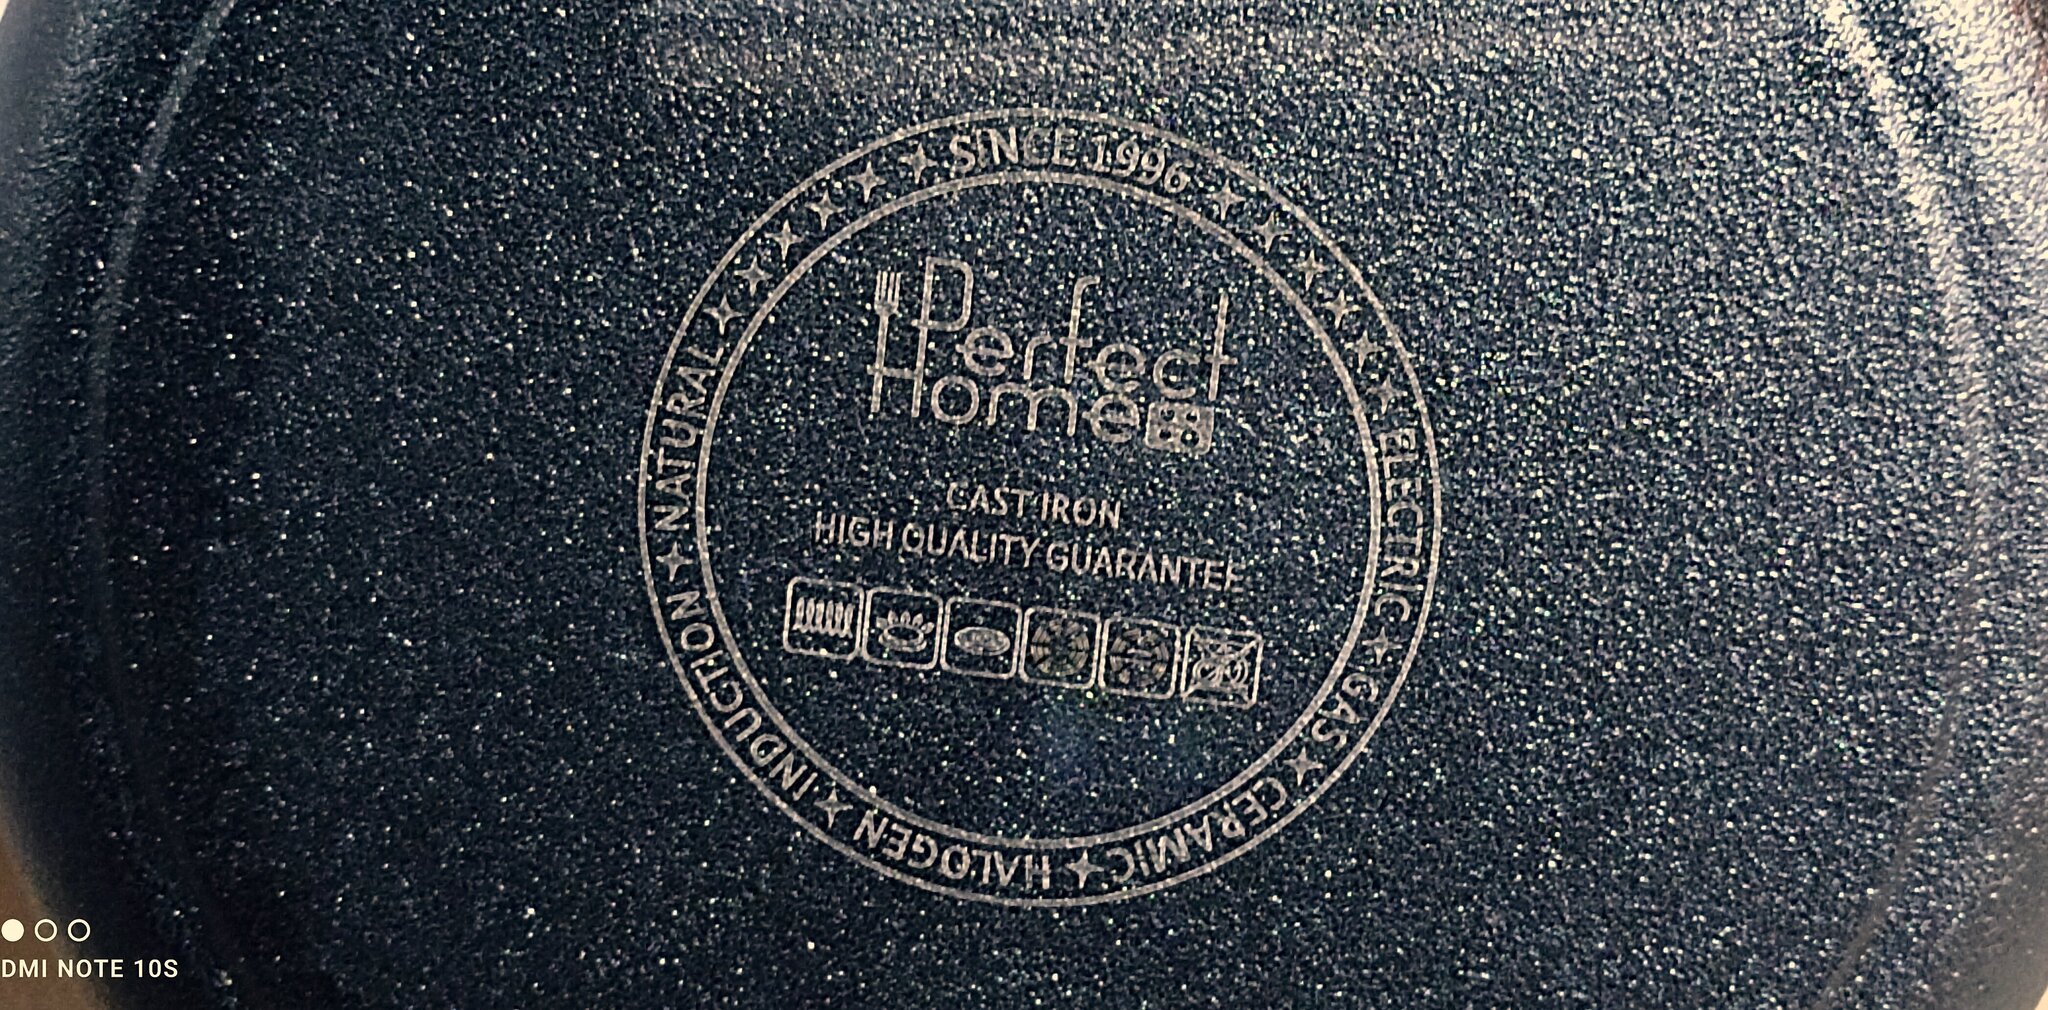 SINCE 1996
Perfect
Home
CAST IRON
HIGH QUALITY GUARANTEE
NATURAL ✦ INDUCTION ✦ HALOGEN ✦ CERAMIC ✦ GAS ✦ ELECTRIC
DMI NOTE 10S